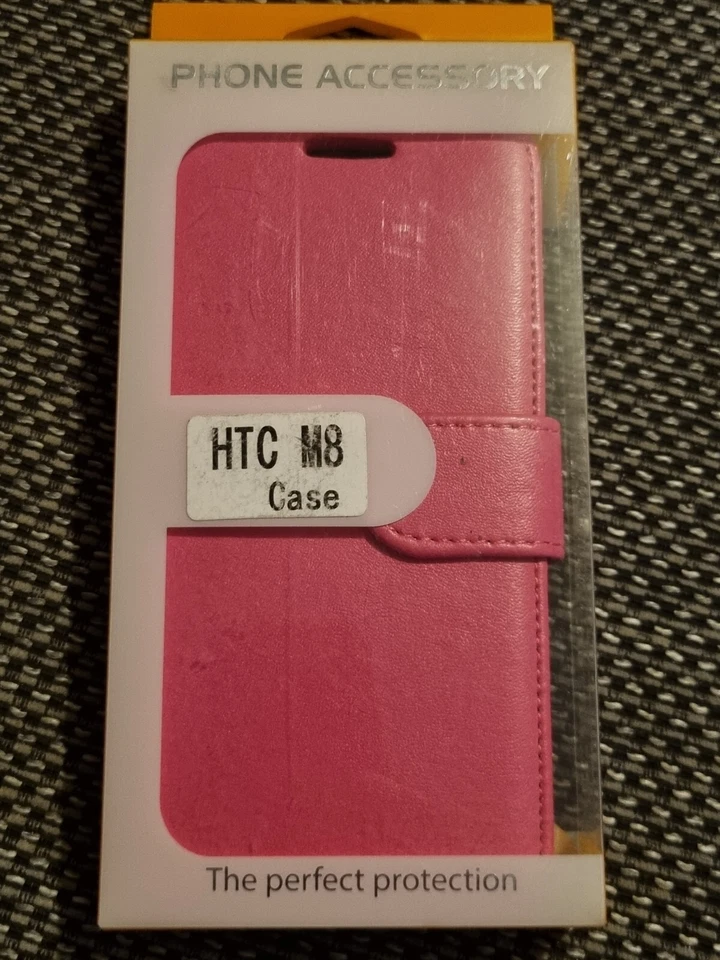 PHONE ACCESSORY
HTC M8
Case
The perfect protection